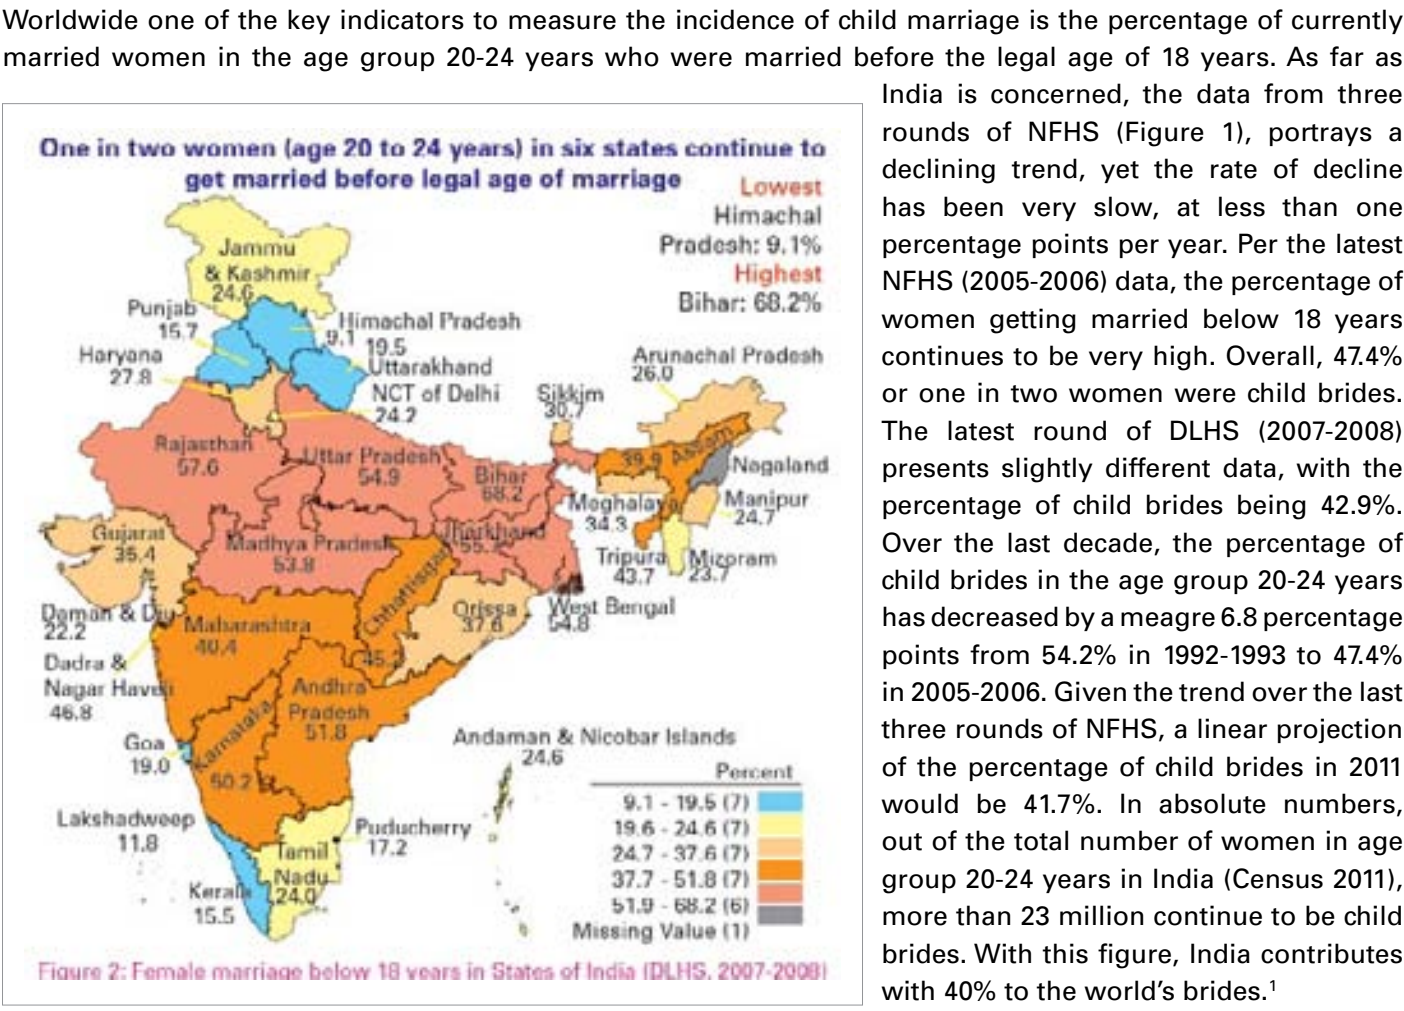 Worldwide one of the key indicators to measure the incidence of child marriage is the percentage of currently
married women in the age group 20-24 years who were married before the legal age of 18 years. As far as
India is concerned, the data from three
rounds of NFHS (Figure 1), portrays a
declining trend, yet the rate of decline
has been very slow, at less than one
percentage points per year. Per the latest
NFHS (2005-2006) data, the percentage of
women getting married below 18 years
continues to be very high. Overall, 47.4%
or one in two women were child brides.
The latest round of DLHS (2007-2008)
presents slightly different data, with the
percentage of child brides being 42.9%.
Over the last decade, the percentage of
child brides in the age group 20-24 years
has decreased by a meagre 6.8 percentage
points from 54.2% in 1992-1993 to 47.4%
in 2005-2006. Given the trend over the last
three rounds of NFHS, a linear projection
of the percentage of child brides in 2011
would be 41.7%. In absolute numbers,
out of the total number of women in age
group 20-24 years in India (Census 2011),
more than 23 million continue to be child
brides. With this figure, India contributes
with 40% to the world's brides.¹
One in two women (age 20 to 24 years) in six states continue to
get married before legal age of marriage
Lowest
Himachal
Pradesh: 9.1%
Highest
Bihar: 68.2%
Jammu
& Kashmir
24.6
Punjab
15.7
Himachal Pradesh
9.1
19.5
Uttarakhand
Haryana
27.8
NCT of Delhi
24.2
Arunachal Pradesh
26.0
Sikkim
30.7
Rajasthan
57.6
Uttar Pradesh
54.9
Bihar
68.2
39.9 Assam
Nagaland
Meghalaya
34.3
Manipur
24.7
Gujarat
35.4
Madhya Pradesh
53.8
Jharkhand
Tripura
43.7
Mizoram
23.7
Chhattisgarh
Orissa
37.6
West Bengal
54.8
Daman & Diu
22.2
Maharashtra
40.4
Dadra &
Nagar Haveli
46.8
Andhra
Pradesh
51.8
Goa
19.0
Karnataka
50.2
Andaman & Nicobar Islands
24.6
Lakshadweep
11.8
Puducherry
17.2
Tamil
Nadu
24.0
Kerala
15.5
Percent
9.1 - 19.5 (7)
19.6 - 24.6 (7)
24.7 - 37.6 (7)
37.7 - 51.8 (7)
51.9 - 68.2 (6)
Missing Value (1)
Figure 2: Female marriage below 18 years in States of India (DLHS, 2007-2008)